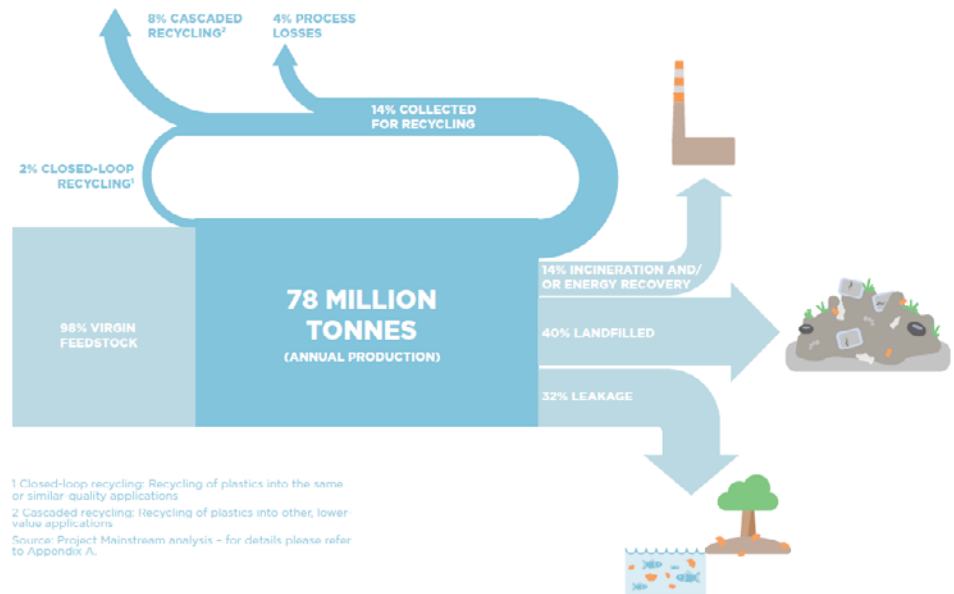 8% CASCADED
RECYCLING²
4% PROCESS
LOSSES
14% COLLECTED
FOR RECYCLING
2% CLOSED-LOOP
RECYCLING¹
98% VIRGIN
FEEDSTOCK
78 MILLION
TONNES
(ANNUAL PRODUCTION)
14% INCINERATION AND/
OR ENERGY RECOVERY
40% LANDFILLED
32% LEAKAGE
1 Closed-loop recycling: Recycling of plastics into the same
or similar-quality applications
2 Cascaded recycling: Recycling of plastics into other, lower-
value applications
Source: Project Mainstream analysis – for details please refer
to Appendix A.